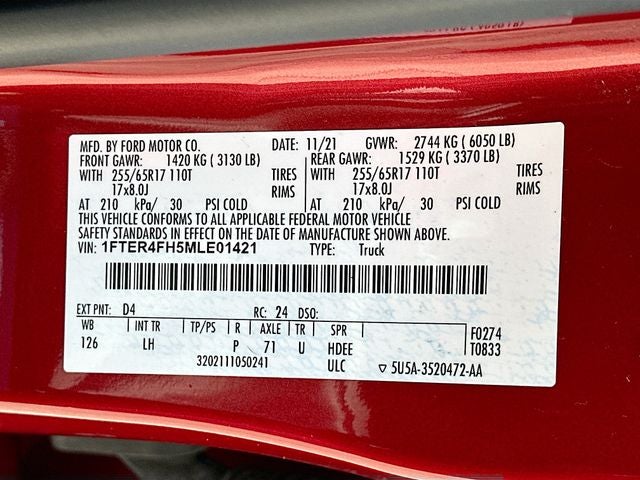 MFD. BY FORD MOTOR CO. DATE: 11/21 GVWR: 2744 KG ( 6050 LB)
FRONT GAWR: 1420 KG ( 3130 LB) REAR GAWR: 1529 KG ( 3370 LB)
WITH 255/65R17 110T TIRES WITH 255/65R17 110T TIRES
17x8.0J RIMS 17x8.0J RIMS
AT 210 kPa/ 30 PSI COLD AT 210 kPa/ 30 PSI COLD
THIS VEHICLE CONFORMS TO ALL APPLICABLE FEDERAL MOTOR VEHICLE
SAFETY STANDARDS IN EFFECT ON THE DATE OF MANUFACTURE SHOWN ABOVE.
VIN: 1FTER4FH5MLE01421 TYPE: Truck
EXT PNT: D4 RC: 24 DSO:
WB INT TR TP/PS R AXLE TR SPR F0274
126 LH P 71 U HDEE T0833
3202111050241 ULC ▽ 5U5A-3520472-AA